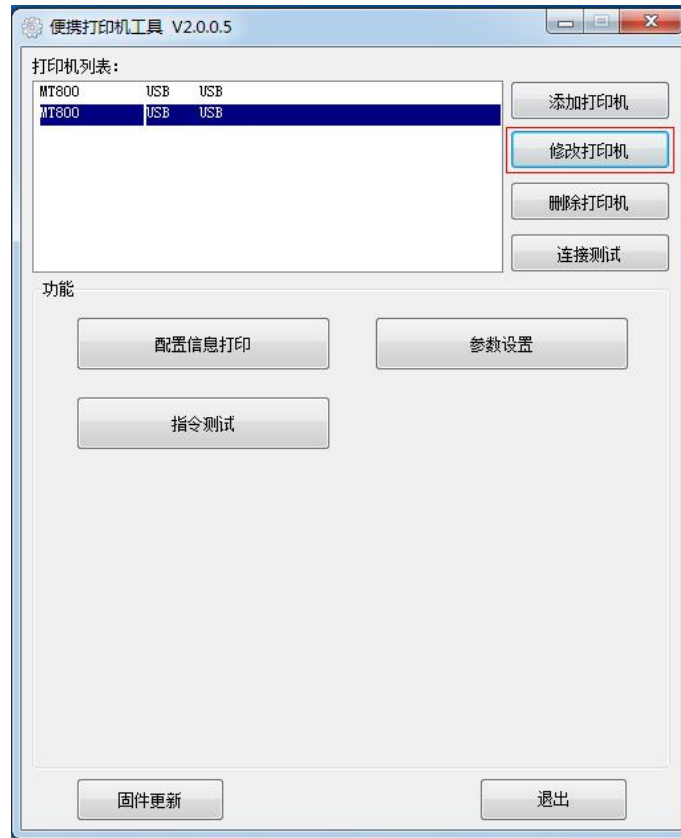 便携打印机工具 V2.0.0.5
打印机列表:
MT800 USB USB
MT800 USB USB
添加打印机
修改打印机
删除打印机
连接测试
功能
配置信息打印
参数设置
指令测试
固件更新
退出